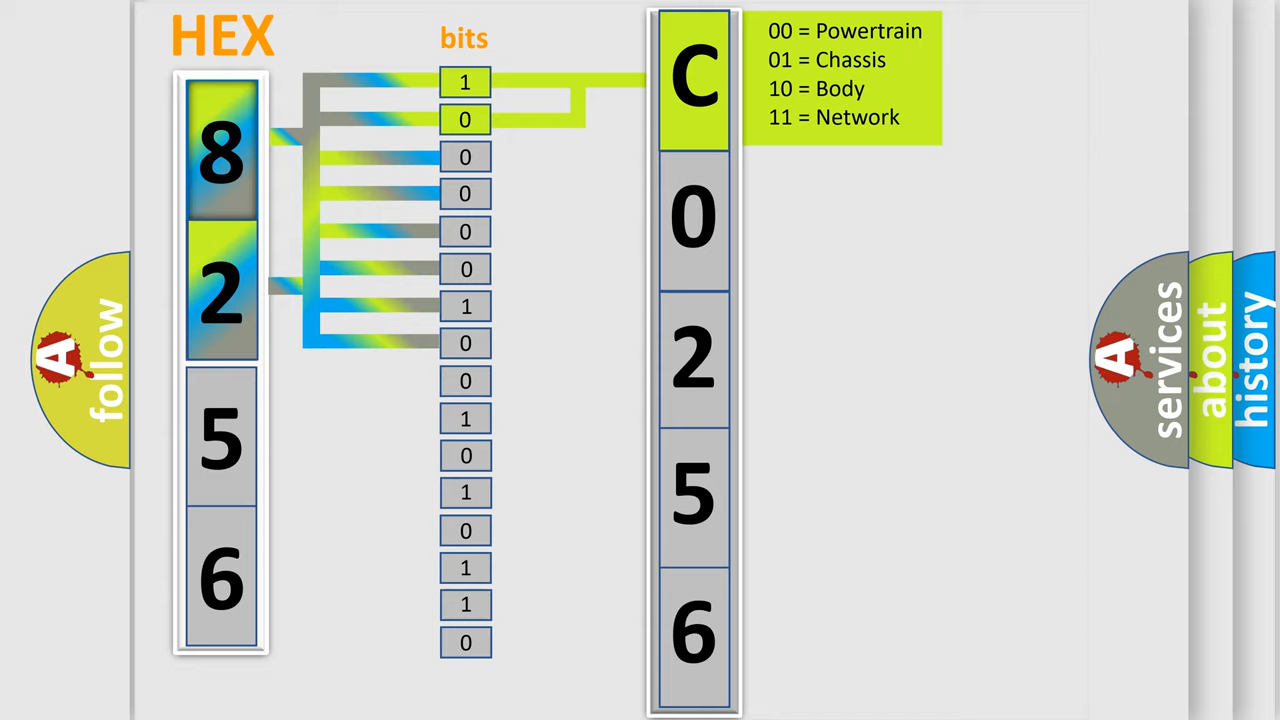 HEX
bits
8
2
5
6
1
0
0
0
0
0
1
0
0
1
0
1
0
1
1
0
C
0
2
5
6
00 = Powertrain
01 = Chassis
10 = Body
11 = Network
A
follow
A
services
about
history